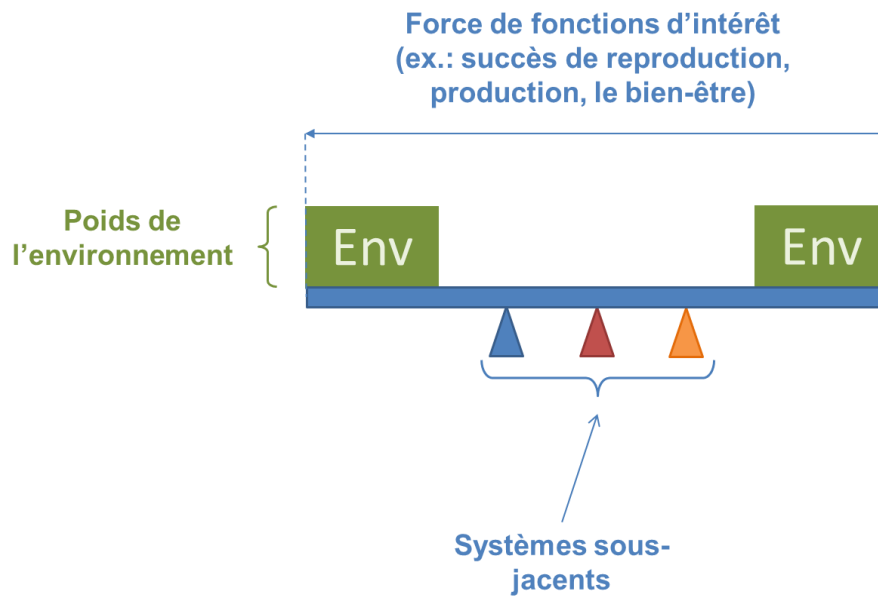 Force de fonctions d’intérêt
(ex.: succès de reproduction,
production, le bien-être)
Poids de
l’environnement
Env
Env
Systèmes sous-
jacents